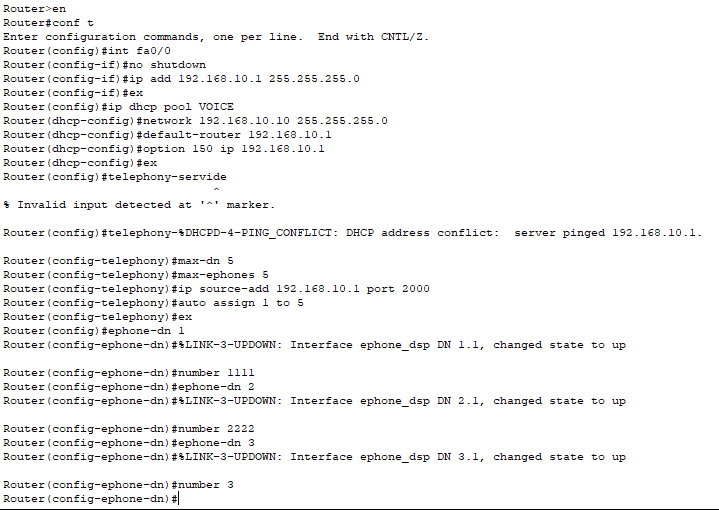 Router>en
Router#conf t
Enter configuration commands, one per line.  End with CNTL/Z.
Router(config)#int fa0/0
Router(config-if)#no shutdown
Router(config-if)#ip add 192.168.10.1 255.255.255.0
Router(config-if)#ex
Router(config)#ip dhcp pool VOICE
Router(dhcp-config)#network 192.168.10.10 255.255.255.0
Router(dhcp-config)#default-router 192.168.10.1
Router(dhcp-config)#option 150 ip 192.168.10.1
Router(dhcp-config)#ex
Router(config)#telephony-servide
^
% Invalid input detected at '^' marker.
Router(config)#telephony-%DHCPD-4-PING_CONFLICT: DHCP address conflict:  server pinged 192.168.10.1.
Router(config-telephony)#max-dn 5
Router(config-telephony)#max-ephones 5
Router(config-telephony)#ip source-add 192.168.10.1 port 2000
Router(config-telephony)#auto assign 1 to 5
Router(config-telephony)#ex
Router(config)#ephone-dn 1
Router(config-ephone-dn)#%LINK-3-UPDOWN: Interface ephone_dsp DN 1.1, changed state to up
Router(config-ephone-dn)#number 1111
Router(config-ephone-dn)#ephone-dn 2
Router(config-ephone-dn)#%LINK-3-UPDOWN: Interface ephone_dsp DN 2.1, changed state to up
Router(config-ephone-dn)#number 2222
Router(config-ephone-dn)#ephone-dn 3
Router(config-ephone-dn)#%LINK-3-UPDOWN: Interface ephone_dsp DN 3.1, changed state to up
Router(config-ephone-dn)#number 3
Router(config-ephone-dn)#